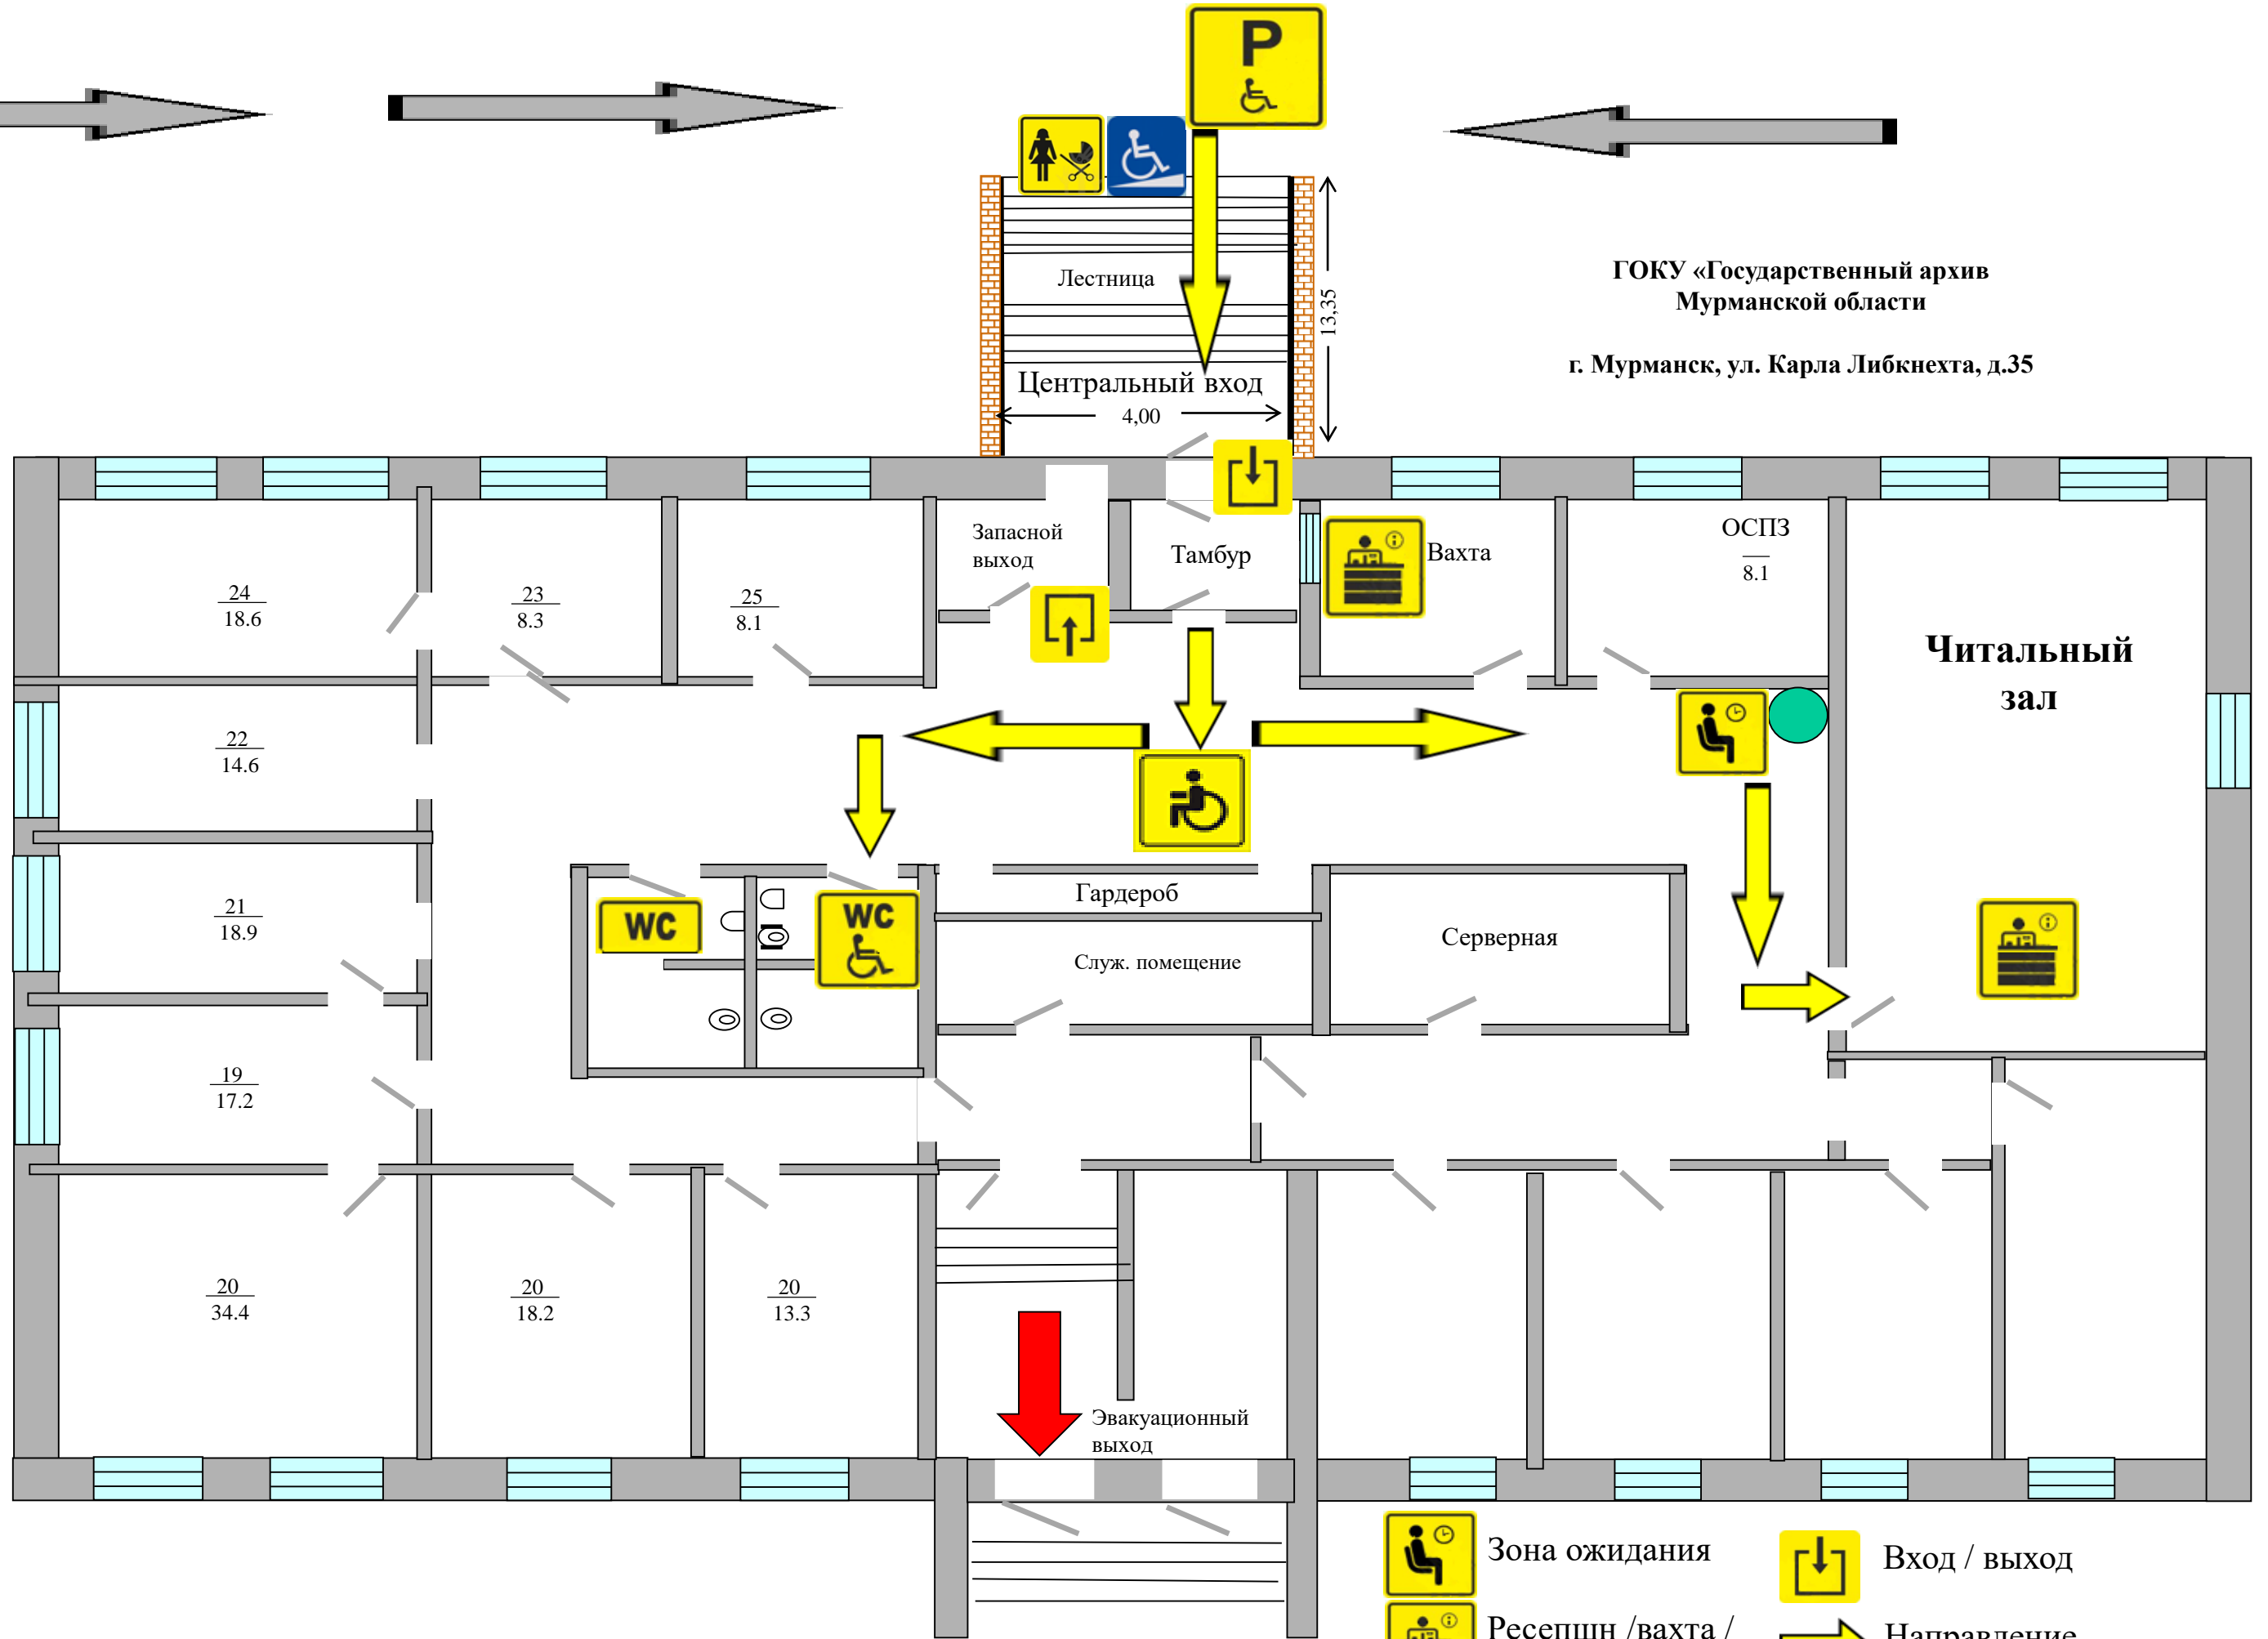 P
Лестница
13,35
ГОКУ «Государственный архив
Мурманской области
г. Мурманск, ул. Карла Либкнехта, д.35
Центральный вход
4,00
Запасной
выход
Тамбур
Вахта
ОСПЗ
8.1
24
18.6
23
8.3
25
8.1
Читальный
зал
22
14.6
21
18.9
WC
WC
Гардероб
Служ. помещение
Серверная
19
17.2
20
34.4
20
18.2
20
13.3
Эвакуационный
выход
Зона ожидания
Вход / выход
Ресепшн /вахта /
Направление